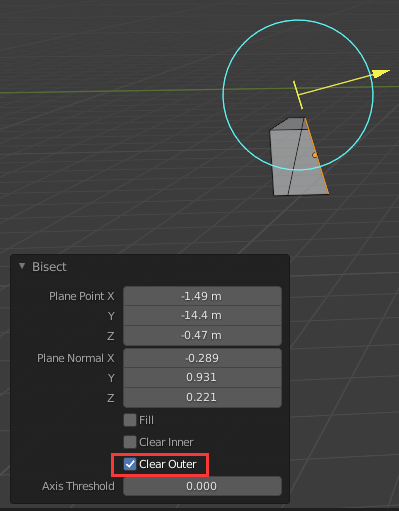 Bisect
Plane Point X -1.49 m
Y -14.4 m
Z -0.47 m
Plane Normal X -0.289
Y 0.931
Z 0.221
Fill
Clear Inner
Clear Outer
Axis Threshold 0.000